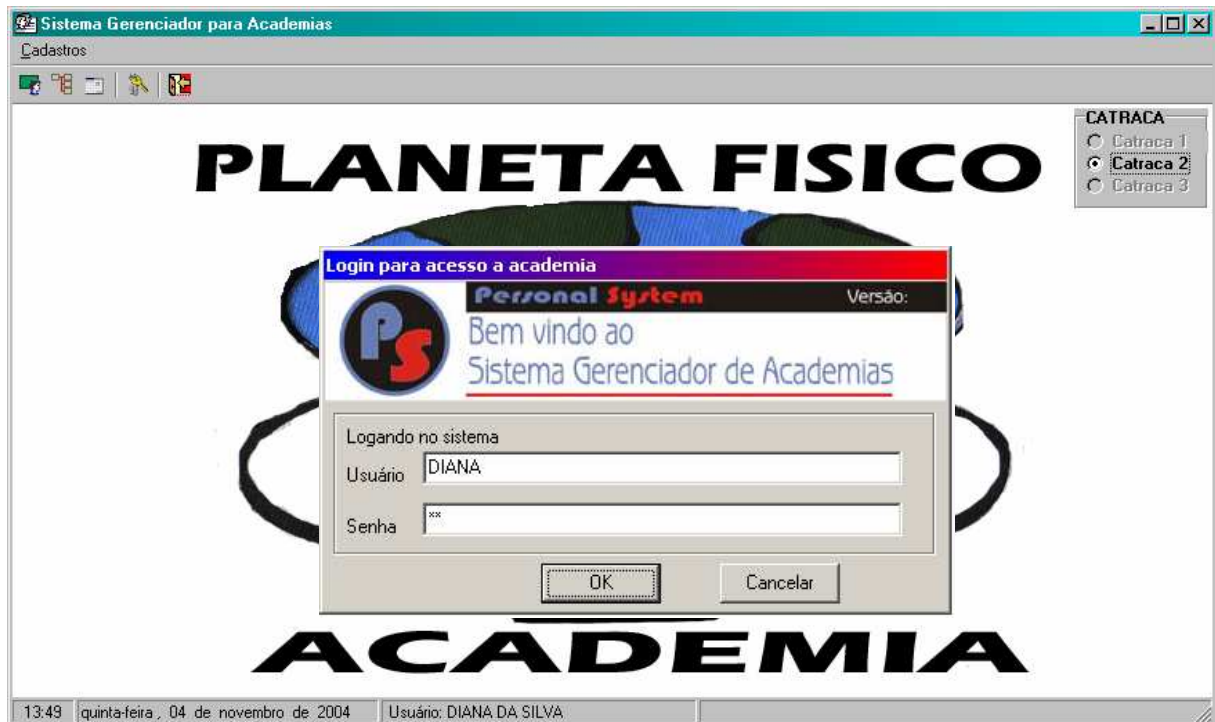 Sistema Gerenciador para Academias
Cadastros
CATRACA
Catraca 1
Catraca 2
Catraca 3
PLANETA FISICO
Login para acesso a academia
Personal System Versão:
PS
Bem vindo ao
Sistema Gerenciador de Academias
Logando no sistema
Usuário DIANA
Senha **
OK Cancelar
ACADEMIA
13:49 quinta-feira , 04 de novembro de 2004 Usuário: DIANA DA SILVA